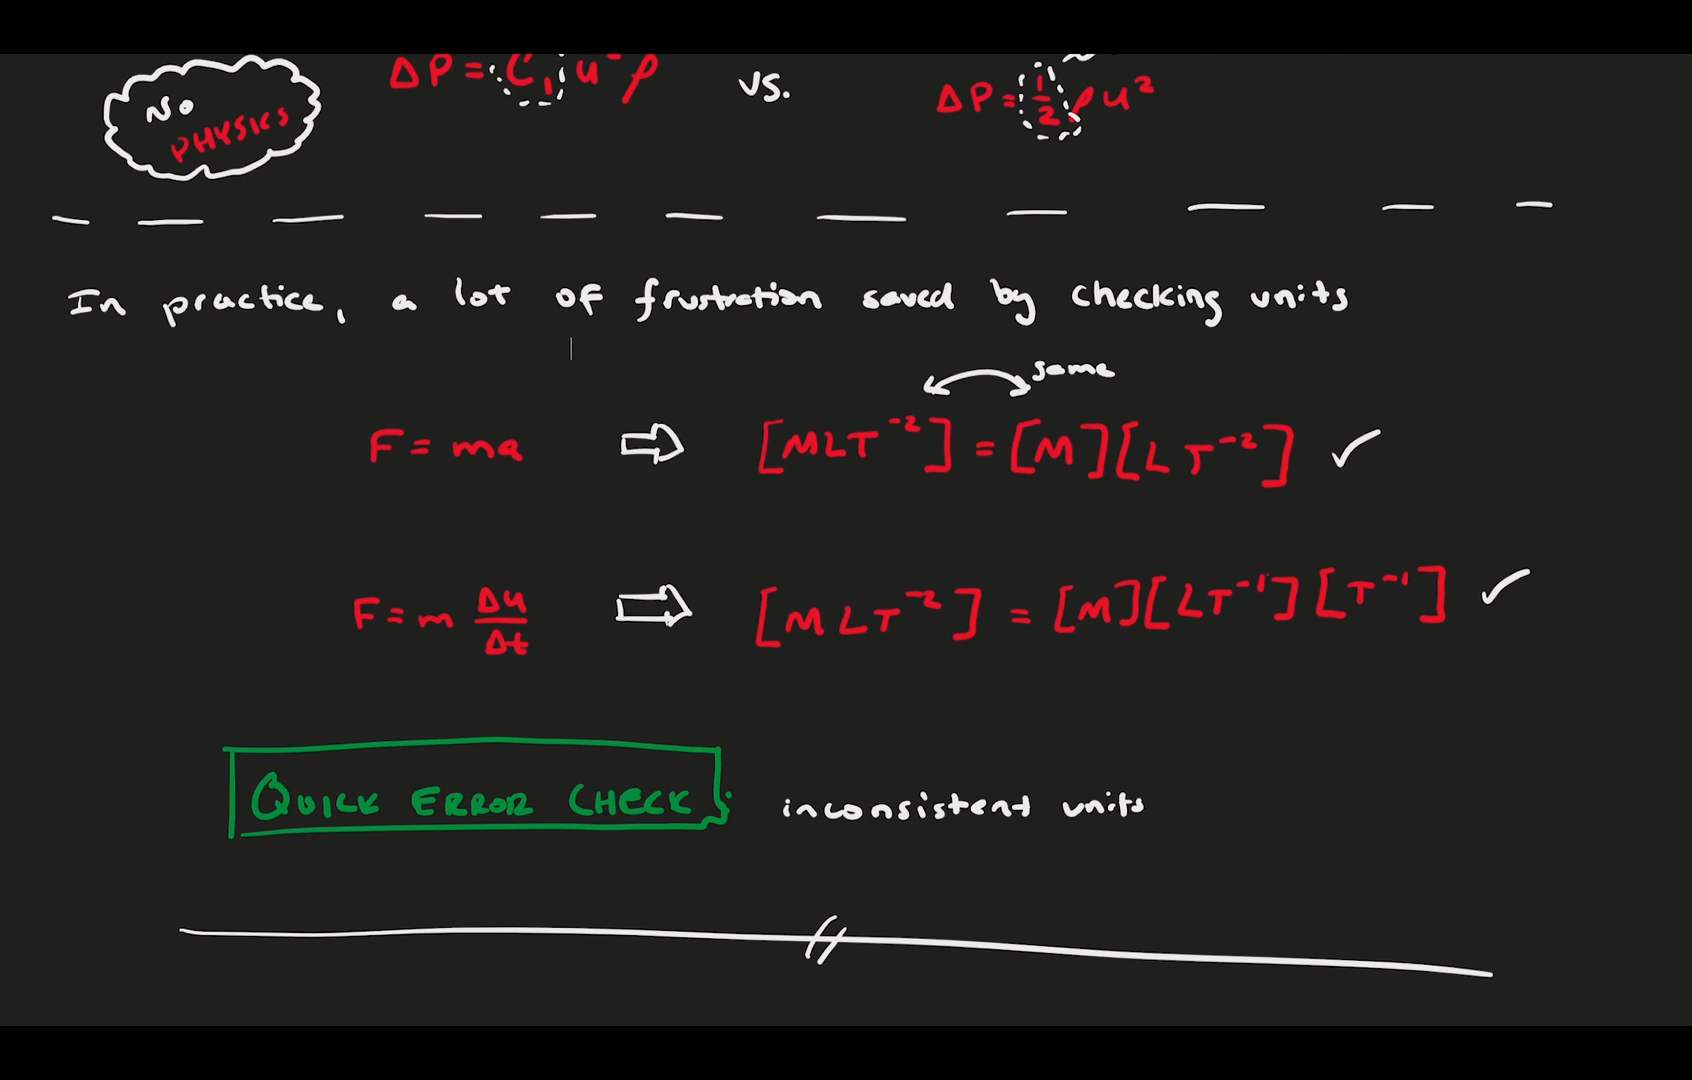 No PHYSICS
ΔP = C₁ u² ρ vs. ΔP = 1/2 ρ u²
In practice, a lot of frustration saved by checking units
same
F = ma ⇒ [MLT⁻²] = [M][LT⁻²] ✓
F = m Δu/Δt ⇒ [MLT⁻²] = [M][LT⁻¹][T⁻¹] ✓
QUICK ERROR CHECK: inconsistent units